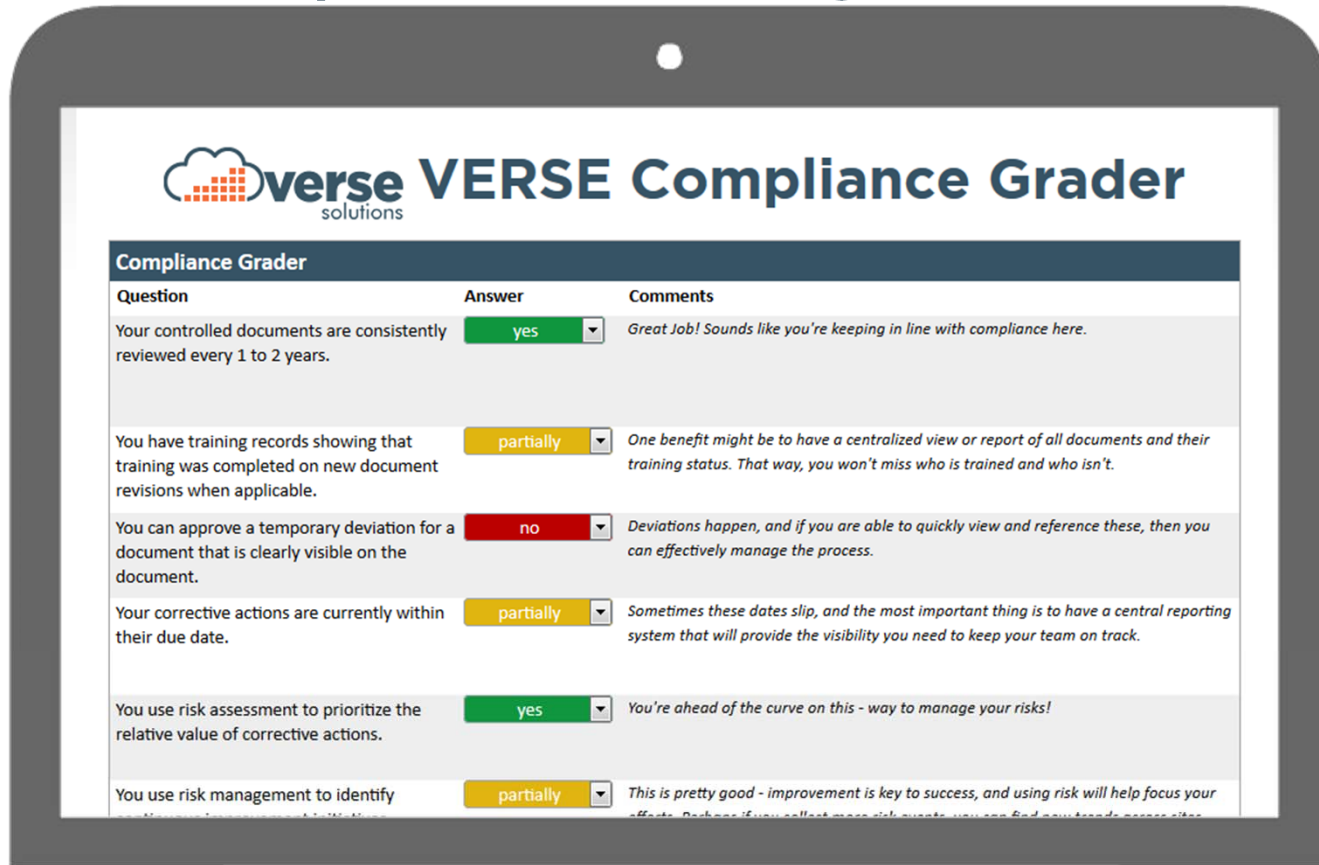 verse
solutions
VERSE Compliance Grader
Compliance Grader
Question Answer Comments
Your controlled documents are consistently
reviewed every 1 to 2 years.
yes
Great Job! Sounds like you're keeping in line with compliance here.
You have training records showing that
training was completed on new document
revisions when applicable.
partially
One benefit might be to have a centralized view or report of all documents and their
training status. That way, you won't miss who is trained and who isn't.
You can approve a temporary deviation for a
document that is clearly visible on the
document.
no
Deviations happen, and if you are able to quickly view and reference these, then you
can effectively manage the process.
Your corrective actions are currently within
their due date.
partially
Sometimes these dates slip, and the most important thing is to have a central reporting
system that will provide the visibility you need to keep your team on track.
You use risk assessment to prioritize the
relative value of corrective actions.
yes
You're ahead of the curve on this - way to manage your risks!
You use risk management to identify
partially
This is pretty good - improvement is key to success, and using risk will help focus your